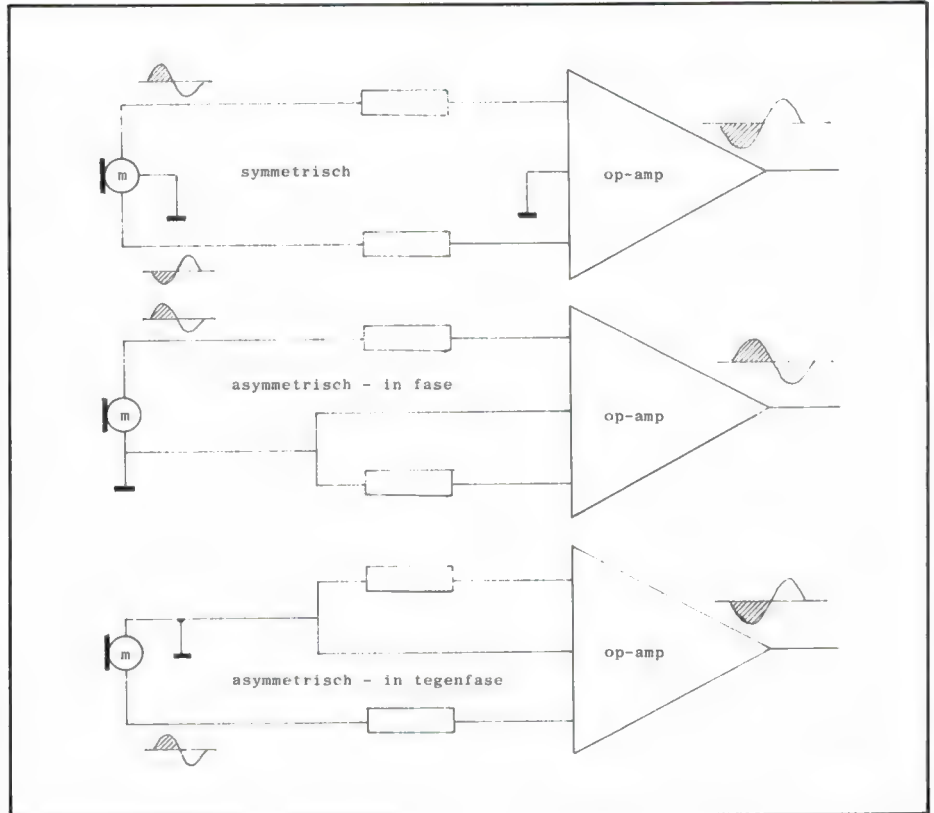 m
symmetrisch
op-amp
asymmetrisch - in fase
m
op-amp
m
op-amp
asymmetrisch - in tegenfase